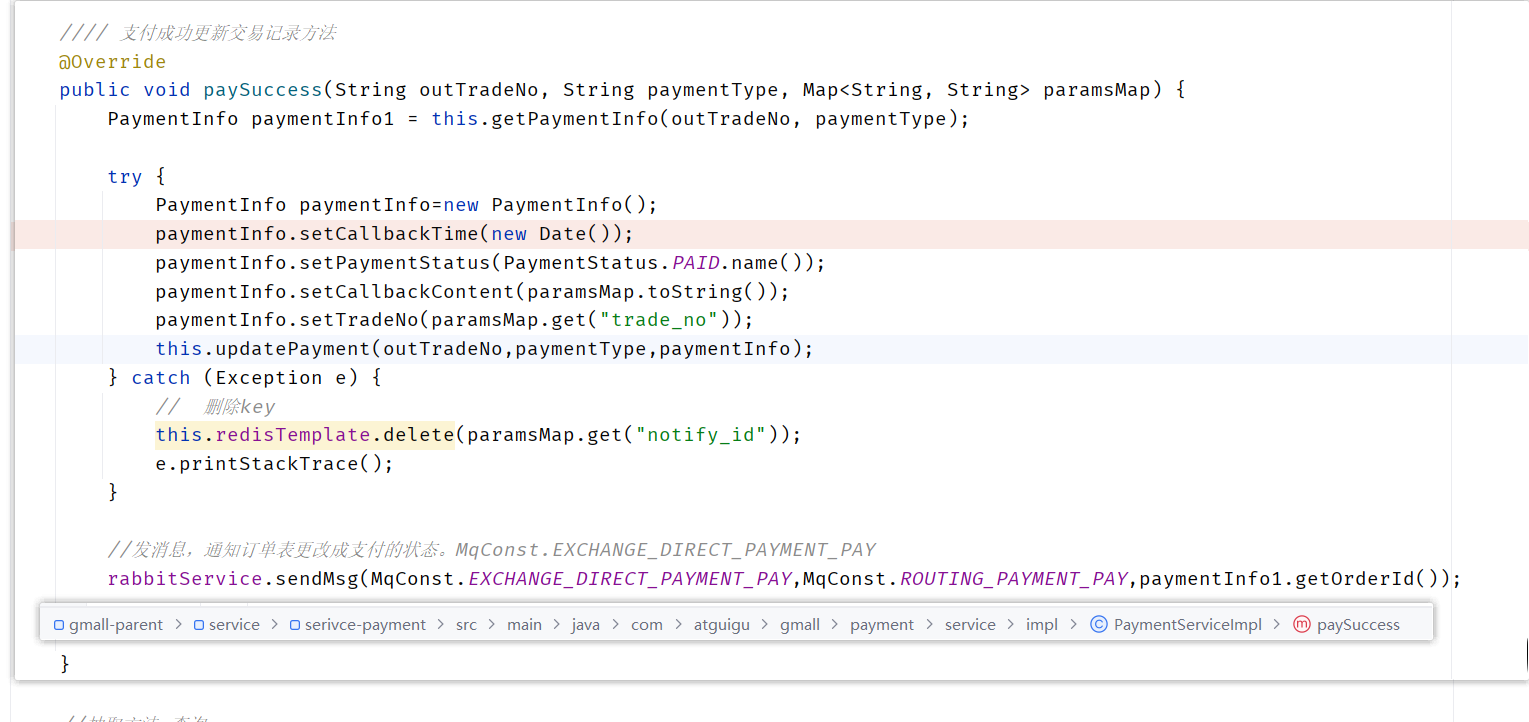 //// 支付成功更新交易记录方法
@Override
public void paySuccess(String outTradeNo, String paymentType, Map<String, String> paramsMap) {
PaymentInfo paymentInfo1 = this.getPaymentInfo(outTradeNo, paymentType);
try {
PaymentInfo paymentInfo=new PaymentInfo();
paymentInfo.setCallbackTime(new Date());
paymentInfo.setPaymentStatus(PaymentStatus.PAID.name());
paymentInfo.setCallbackContent(paramsMap.toString());
paymentInfo.setTradeNo(paramsMap.get("trade_no"));
this.updatePayment(outTradeNo,paymentType,paymentInfo);
} catch (Exception e) {
// 删除key
this.redisTemplate.delete(paramsMap.get("notify_id"));
e.printStackTrace();
}
//发消息，通知订单表更改成支付的状态。MqConst.EXCHANGE_DIRECT_PAYMENT_PAY
rabbitService.sendMsg(MqConst.EXCHANGE_DIRECT_PAYMENT_PAY,MqConst.ROUTING_PAYMENT_PAY,paymentInfo1.getOrderId());
gmall-parent > service > serivce-payment > src > main > java > com > atguigu > gmall > payment > service > impl > PaymentServiceImpl > paySuccess
}